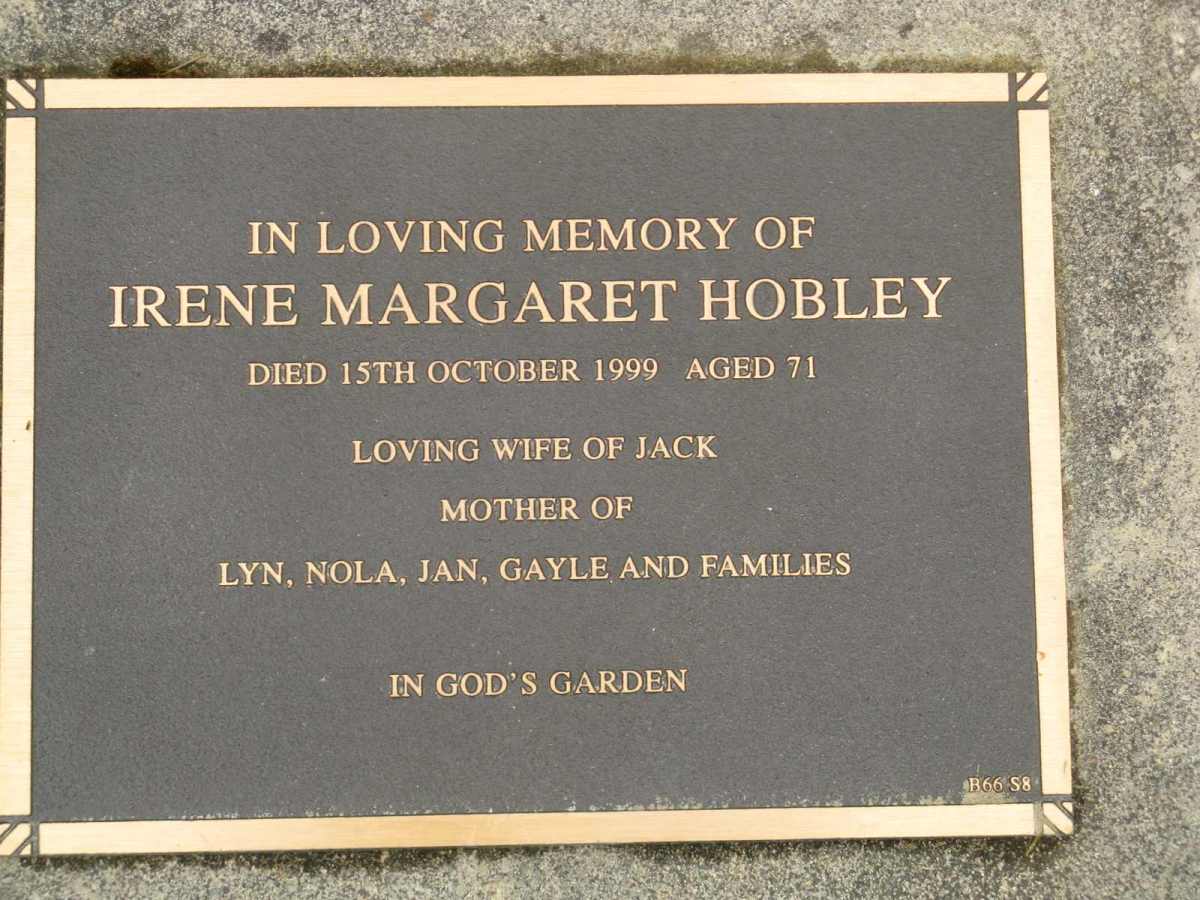 IN LOVING MEMORY OF
IRENE MARGARET HOBLEY
DIED 15TH OCTOBER 1999 AGED 71
LOVING WIFE OF JACK
MOTHER OF
LYN, NOLA, JAN, GAYLE AND FAMILIES
IN GOD'S GARDEN
B66 S8